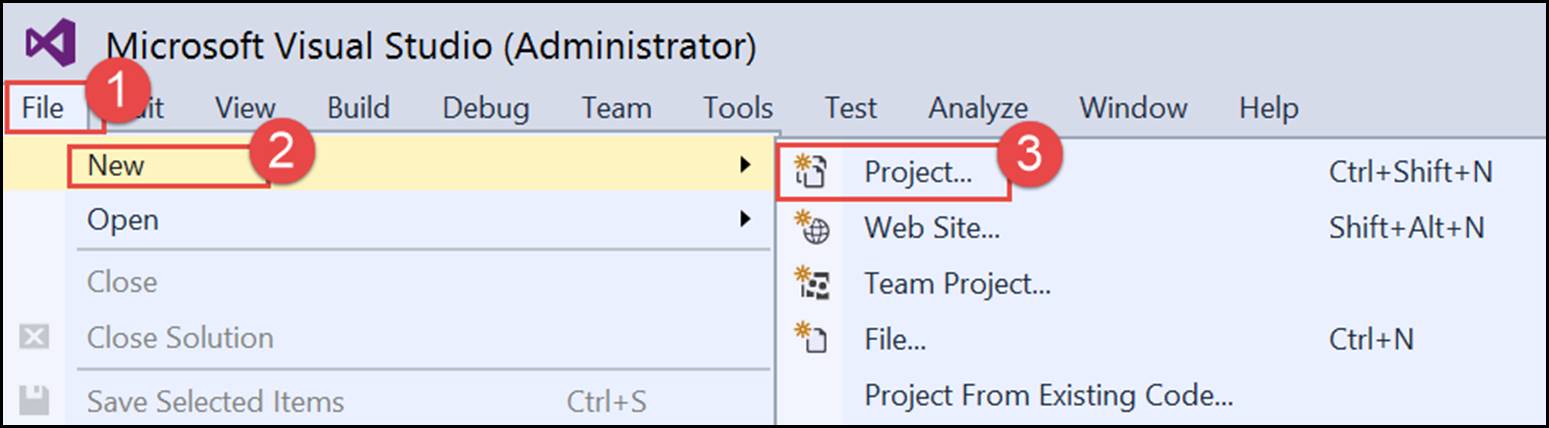 Microsoft Visual Studio (Administrator)
File 1 it View Build Debug Team Tools Test Analyze Window Help
New 2
Open
Close
Close Solution
Save Selected Items Ctrl+S
Project... 3 Ctrl+Shift+N
Web Site... Shift+Alt+N
Team Project...
File... Ctrl+N
Project From Existing Code...